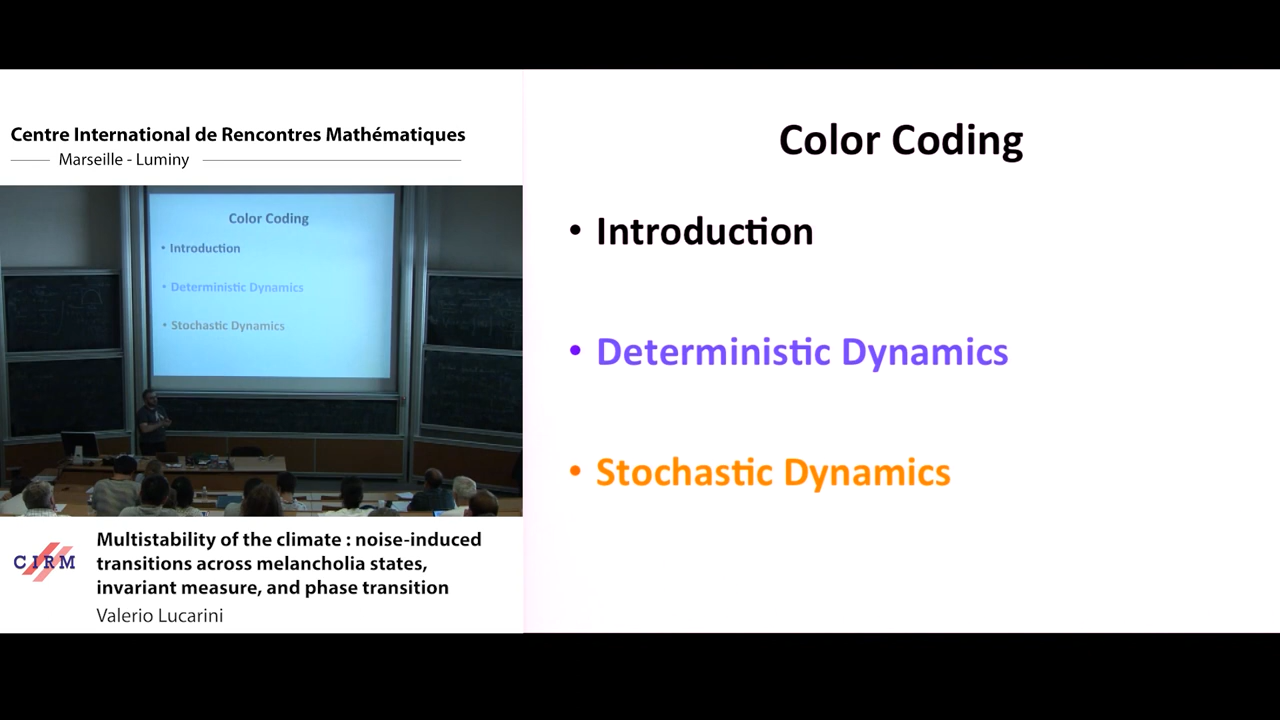 Centre International de Rencontres Mathématiques
Marseille - Luminy
Color Coding
• Introduction
• Deterministic Dynamics
• Stochastic Dynamics
CIRM
Multistability of the climate : noise-induced
transitions across melancholia states,
invariant measure, and phase transition
Valerio Lucarini
Color Coding
• Introduction
• Deterministic Dynamics
• Stochastic Dynamics